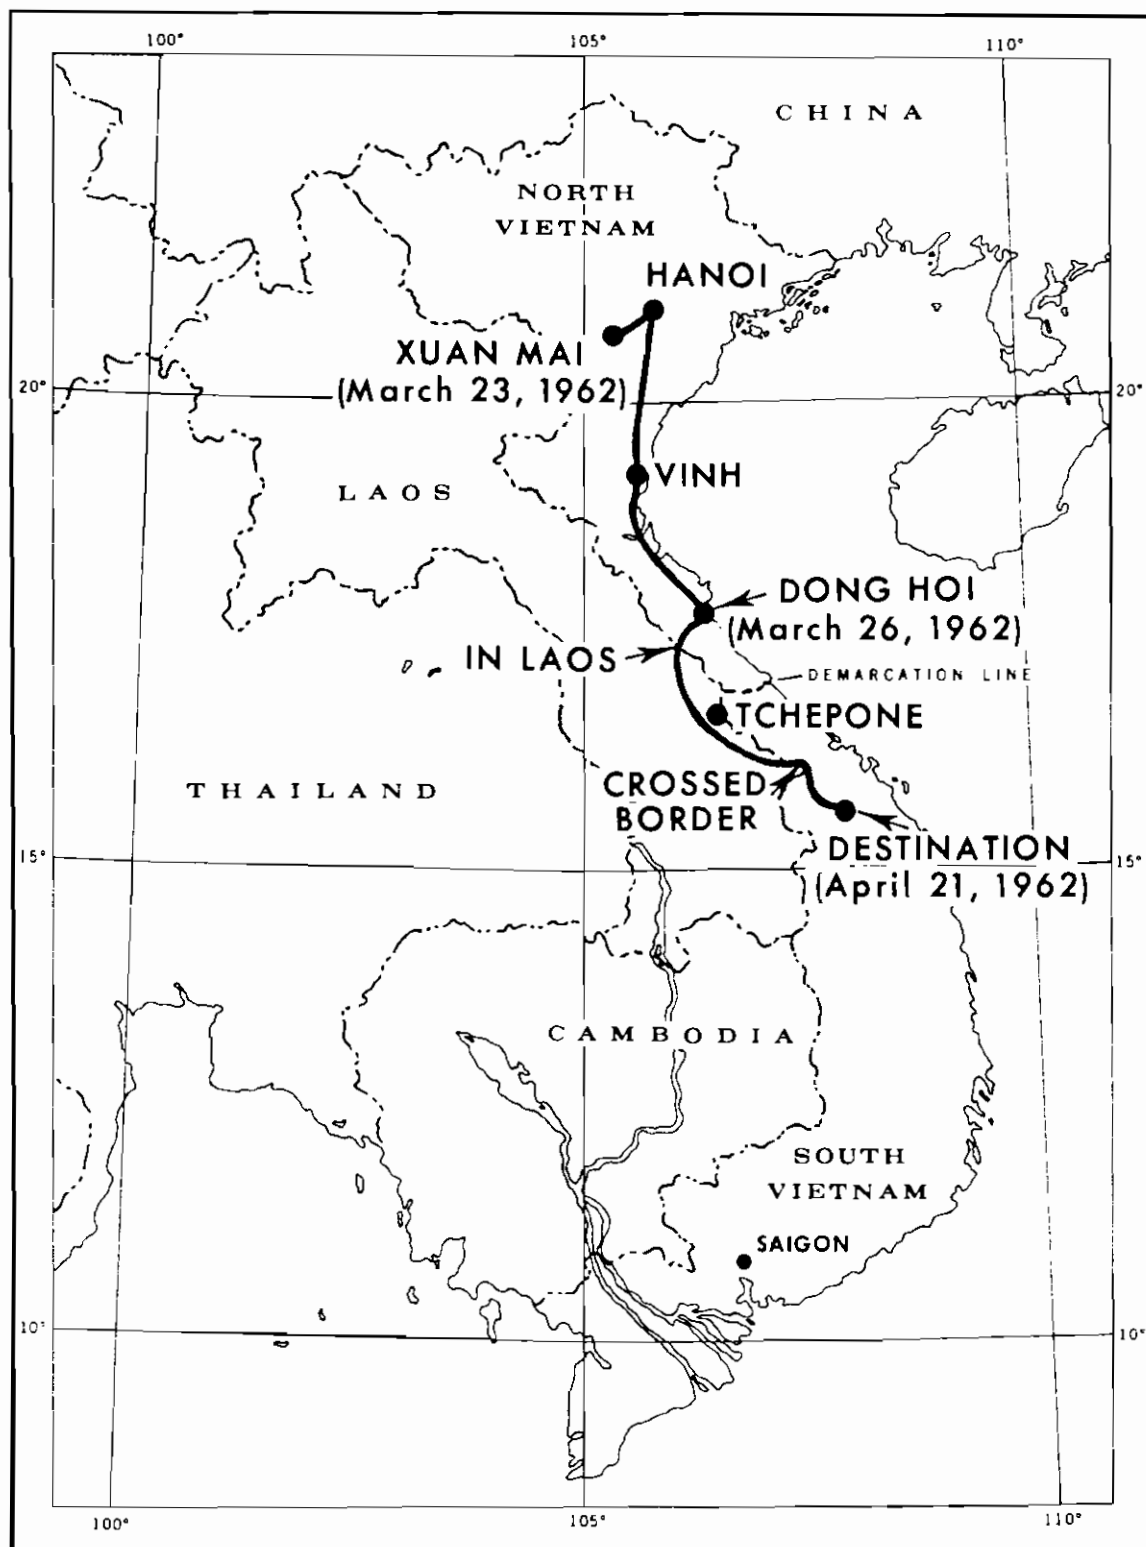 100°
105°
110°
CHINA
NORTH
VIETNAM
HANOI
XUAN MAI
(March 23, 1962)
20°
20°
VINH
LAOS
DONG HOI
(March 26, 1962)
IN LAOS
DEMARCATION LINE
TCHEPONE
THAILAND
CROSSED
BORDER
DESTINATION
(April 21, 1962)
15°
15°
CAMBODIA
SOUTH
VIETNAM
SAIGON
10°
10°
100°
105°
110°